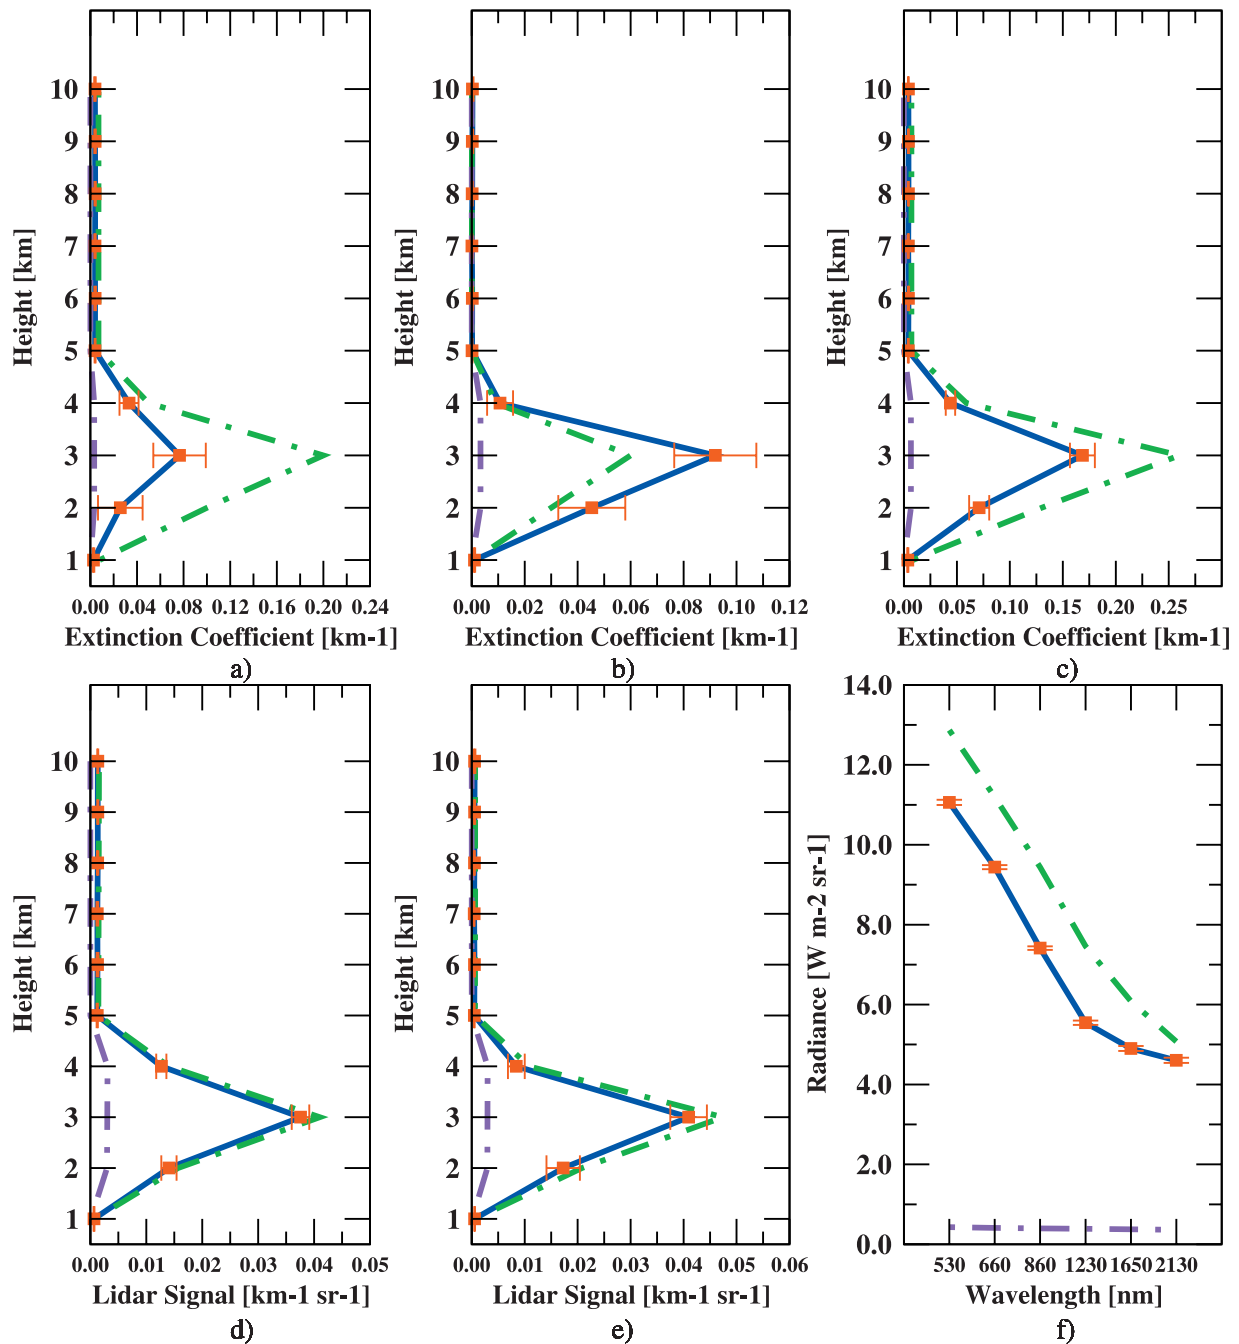 10
9
8
7
6
5
4
3
2
1
Height [km]
0.00 0.04 0.08 0.12 0.16 0.20 0.24
Extinction Coefficient [km-1]
a)
10
9
8
7
6
5
4
3
2
1
Height [km]
0.00 0.02 0.04 0.06 0.08 0.10 0.12
Extinction Coefficient [km-1]
b)
10
9
8
7
6
5
4
3
2
1
Height [km]
0.00 0.05 0.10 0.15 0.20 0.25
Extinction Coefficient [km-1]
c)
10
9
8
7
6
5
4
3
2
1
Height [km]
0.00 0.01 0.02 0.03 0.04 0.05
Lidar Signal [km-1 sr-1]
d)
10
9
8
7
6
5
4
3
2
1
Height [km]
0.00 0.01 0.02 0.03 0.04 0.05 0.06
Lidar Signal [km-1 sr-1]
e)
14.0
12.0
10.0
8.0
6.0
4.0
2.0
0.0
Radiance [W m-2 sr-1]
530 660 860 1230 1650 2130
Wavelength [nm]
f)